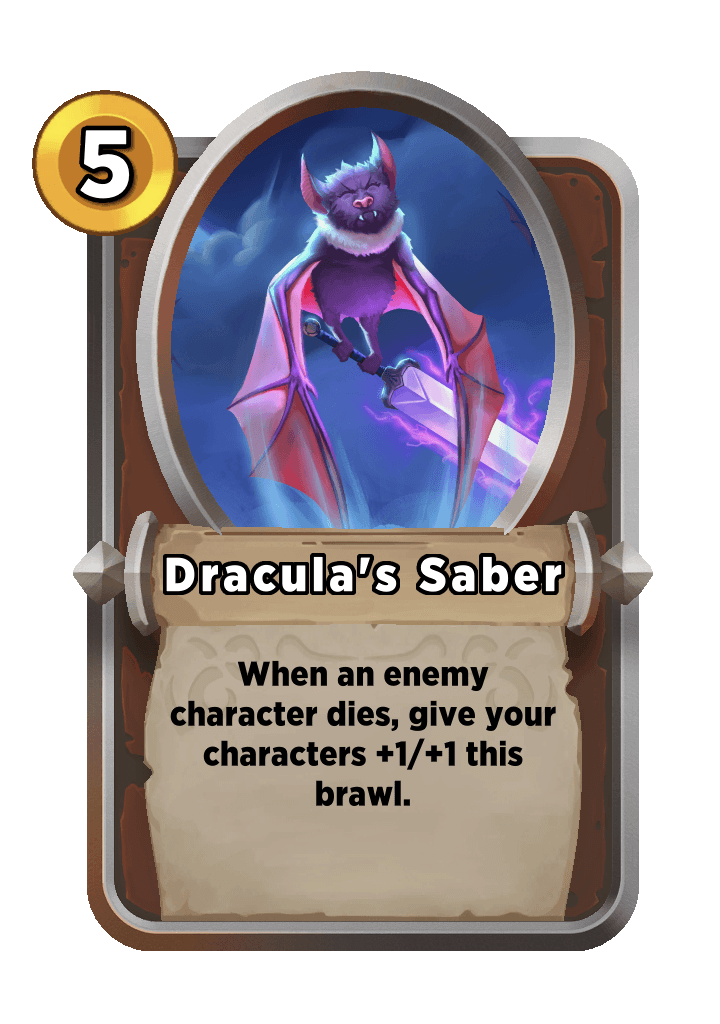 5
Dracula's Saber
When an enemy
character dies, give your
characters +1/+1 this
brawl.